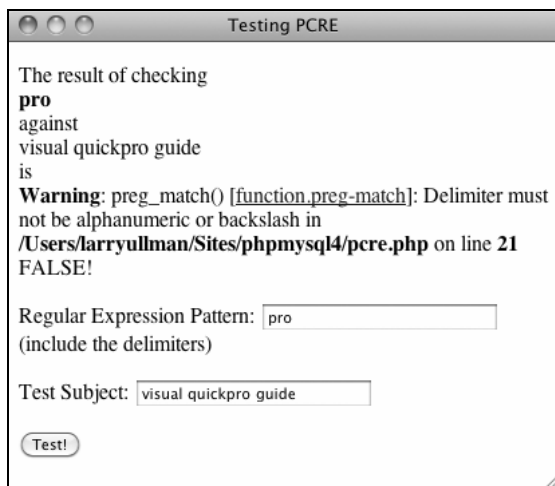 Testing PCRE
The result of checking
pro
against
visual quickpro guide
is
Warning: preg_match() [function.preg-match]: Delimiter must
not be alphanumeric or backslash in
/Users/larryullman/Sites/phpmysql4/pcre.php on line 21
FALSE!
Regular Expression Pattern: pro
(include the delimiters)
Test Subject: visual quickpro guide
Test!